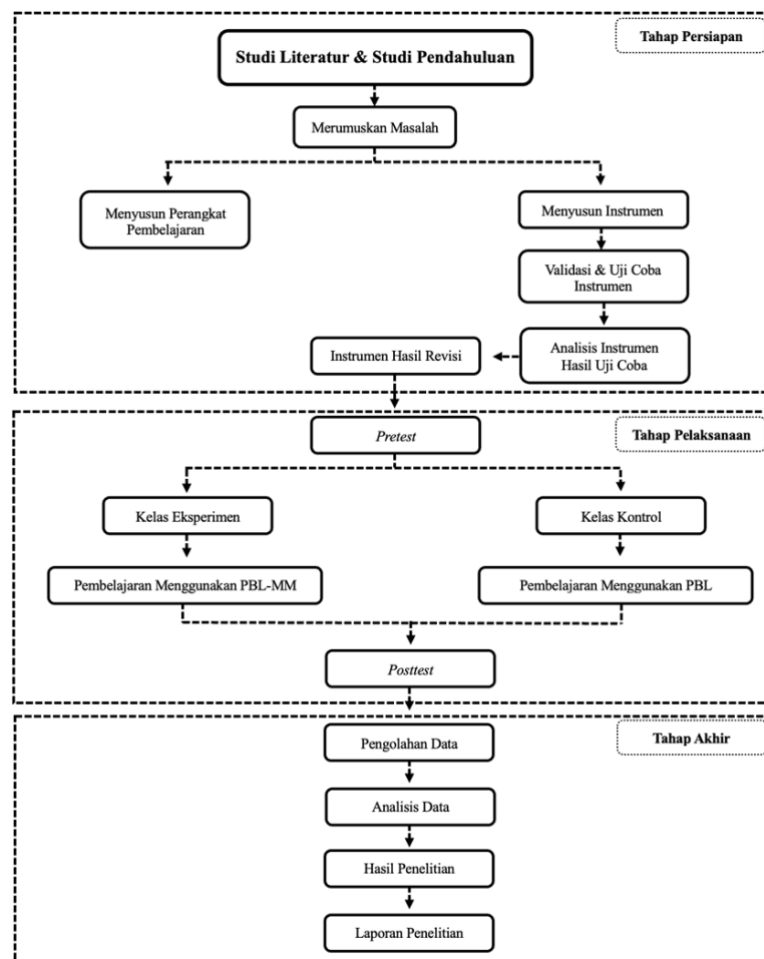 Tahap Persiapan
Studi Literatur & Studi Pendahuluan
Merumuskan Masalah
Menyusun Perangkat
Pembelajaran
Menyusun Instrumen
Validasi & Uji Coba
Instrumen
Analisis Instrumen
Hasil Uji Coba
Instrumen Hasil Revisi
Tahap Pelaksanaan
Pretest
Kelas Eksperimen
Kelas Kontrol
Pembelajaran Menggunakan PBL-MM
Pembelajaran Menggunakan PBL
Posttest
Tahap Akhir
Pengolahan Data
Analisis Data
Hasil Penelitian
Laporan Penelitian